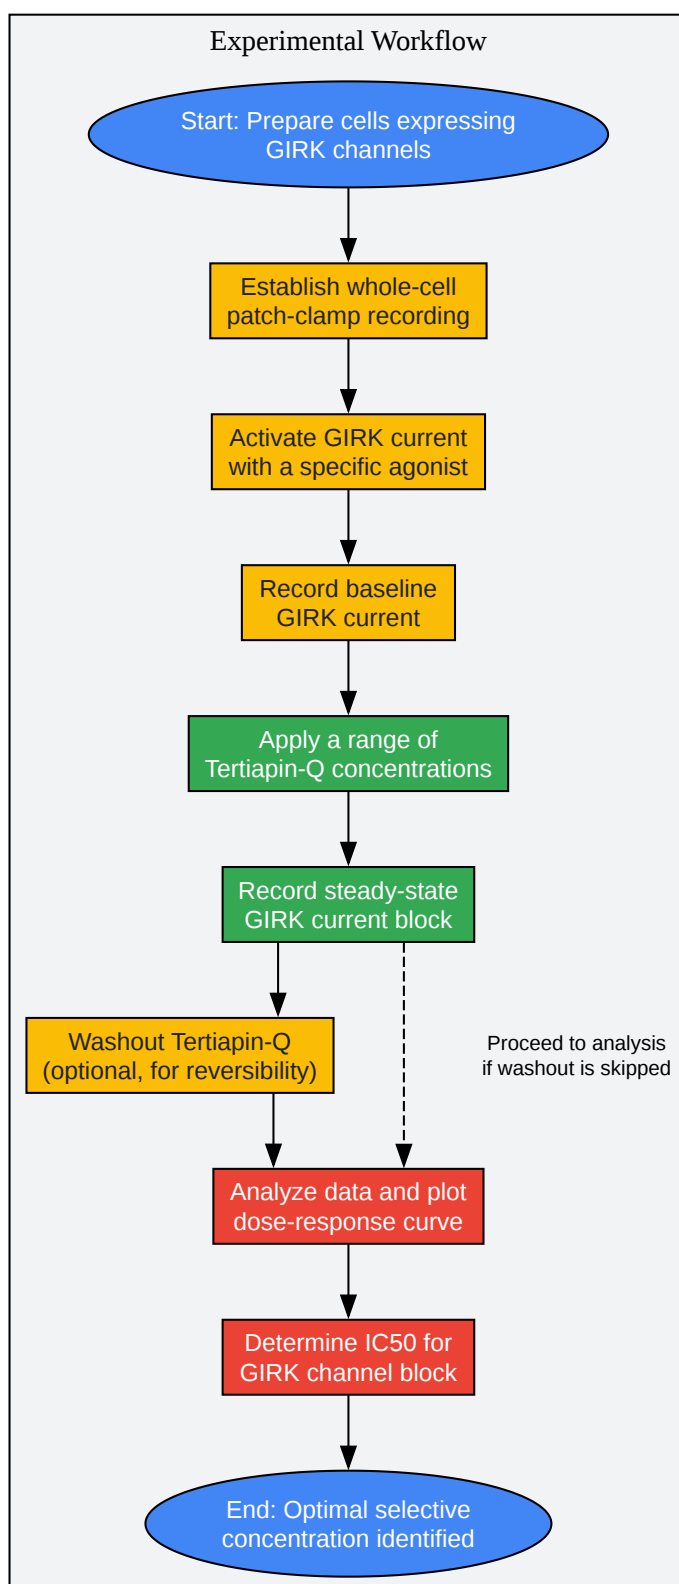 Experimental Workflow
Start: Prepare cells expressing
GIRK channels
Establish whole-cell
patch-clamp recording
Activate GIRK current
with a specific agonist
Record baseline
GIRK current
Apply a range of
Tertiapin-Q concentrations
Record steady-state
GIRK current block
Washout Tertiapin-Q
(optional, for reversibility)
Proceed to analysis
if washout is skipped
Analyze data and plot
dose-response curve
Determine IC50 for
GIRK channel block
End: Optimal selective
concentration identified